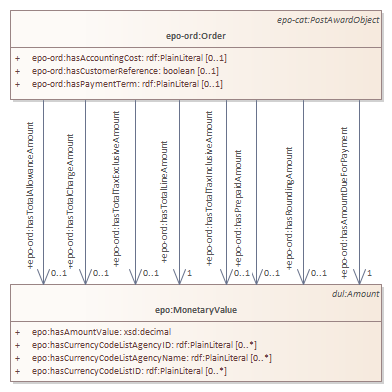 epo-cat:PostAwardObject
epo-ord:Order
+ epo-ord:hasAccountingCost: rdf:PlainLiteral [0..1]
+ epo-ord:hasCustomerReference: boolean [0..1]
+ epo-ord:hasPaymentTerm: rdf:PlainLiteral [0..1]
+epo-ord:hasTotalAllowanceAmount
+epo-ord:hasTotalChargeAmount
+epo-ord:hasTotalTaxExclusiveAmount
+epo-ord:hasTotalLineAmount
+epo-ord:hasTotalTaxInclusiveAmount
+epo-ord:hasPrepaidAmount
+epo-ord:hasRoundingAmount
+epo-ord:hasAmountDueForPayment
0..1
0..1
0..1
1
0..1
0..1
0..1
1
dul:Amount
epo:MonetaryValue
+ epo:hasAmountValue: xsd:decimal
+ epo:hasCurrencyCodeListAgencyID: rdf:PlainLiteral [0..*]
+ epo:hasCurrencyCodeListAgencyName: rdf:PlainLiteral [0..*]
+ epo:hasCurrencyCodeListID: rdf:PlainLiteral [0..*]